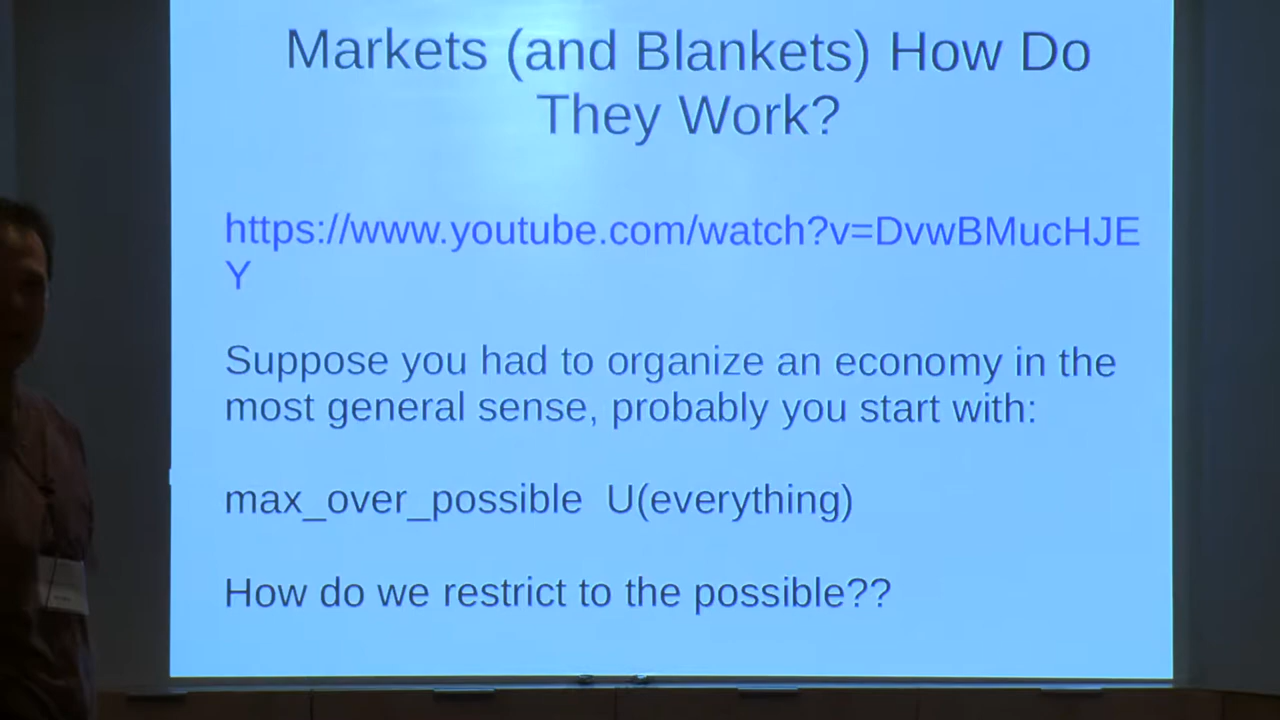 Markets (and Blankets) How Do
They Work?
https://www.youtube.com/watch?v=DvwBMucHJE
Y
Suppose you had to organize an economy in the
most general sense, probably you start with:
max_over_possible U(everything)
How do we restrict to the possible??